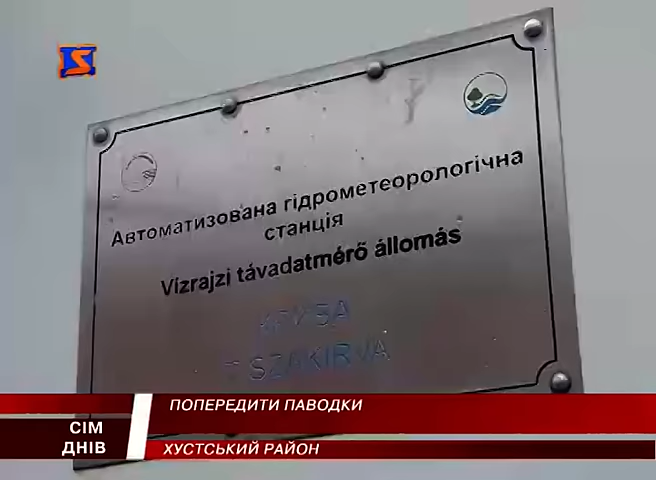 Автоматизована гідрометеорологічна
станція
Vízrajzi távadatmérő állomás
СІМ
ДНІВ
ПОПЕРЕДИТИ ПАВОДКИ
ХУСТСЬКИЙ РАЙОН